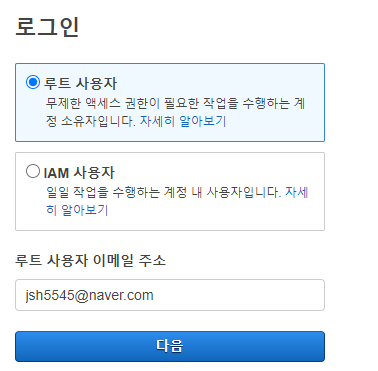 로그인
루트 사용자
무제한 액세스 권한이 필요한 작업을 수행하는 계
정 소유자입니다. 자세히 알아보기
IAM 사용자
일일 작업을 수행하는 계정 내 사용자입니다. 자세
히 알아보기
루트 사용자 이메일 주소
jsh5545@naver.com
다음